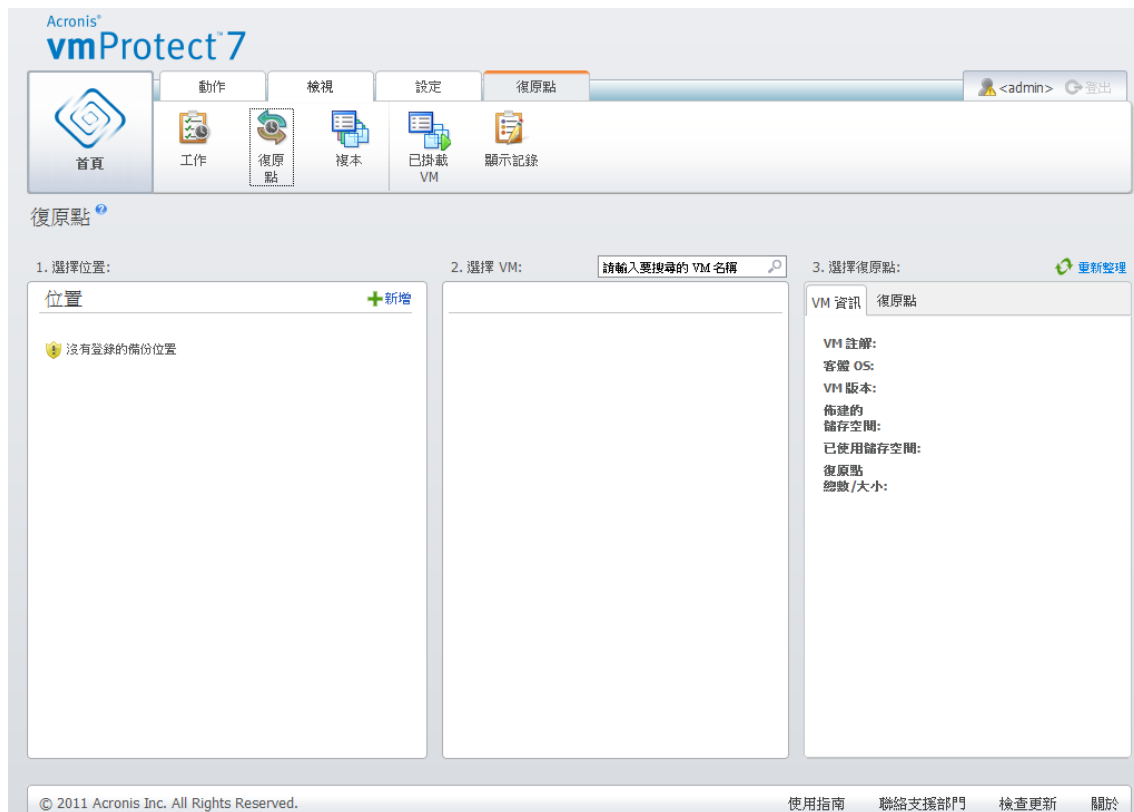 Acronis®
vmProtect™7
動作
檢視
設定
復原點
<admin>
登出
首頁
工作
復原
點
複本
已掛載
VM
顯示記錄
復原點
1. 選擇位置:
2. 選擇 VM:
請輸入要搜尋的 VM 名稱
3. 選擇復原點:
重新整理
位置
新增
沒有登錄的備份位置
VM 資訊
復原點
VM 註解:
客體 OS:
VM 版本:
佈建的
儲存空間:
已使用儲存空間:
復原點
總數/大小:
© 2011 Acronis Inc. All Rights Reserved.
使用指南
聯絡支援部門
檢查更新
關於